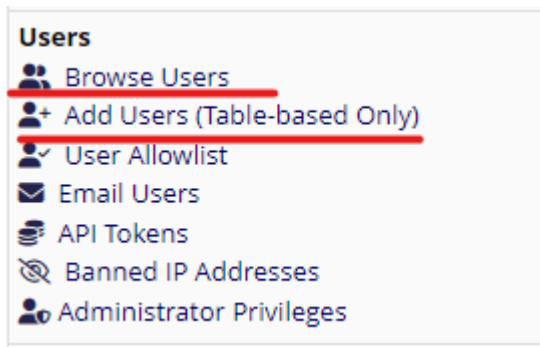 Users
Browse Users
Add Users (Table-based Only)
User Allowlist
Email Users
API Tokens
Banned IP Addresses
Administrator Privileges